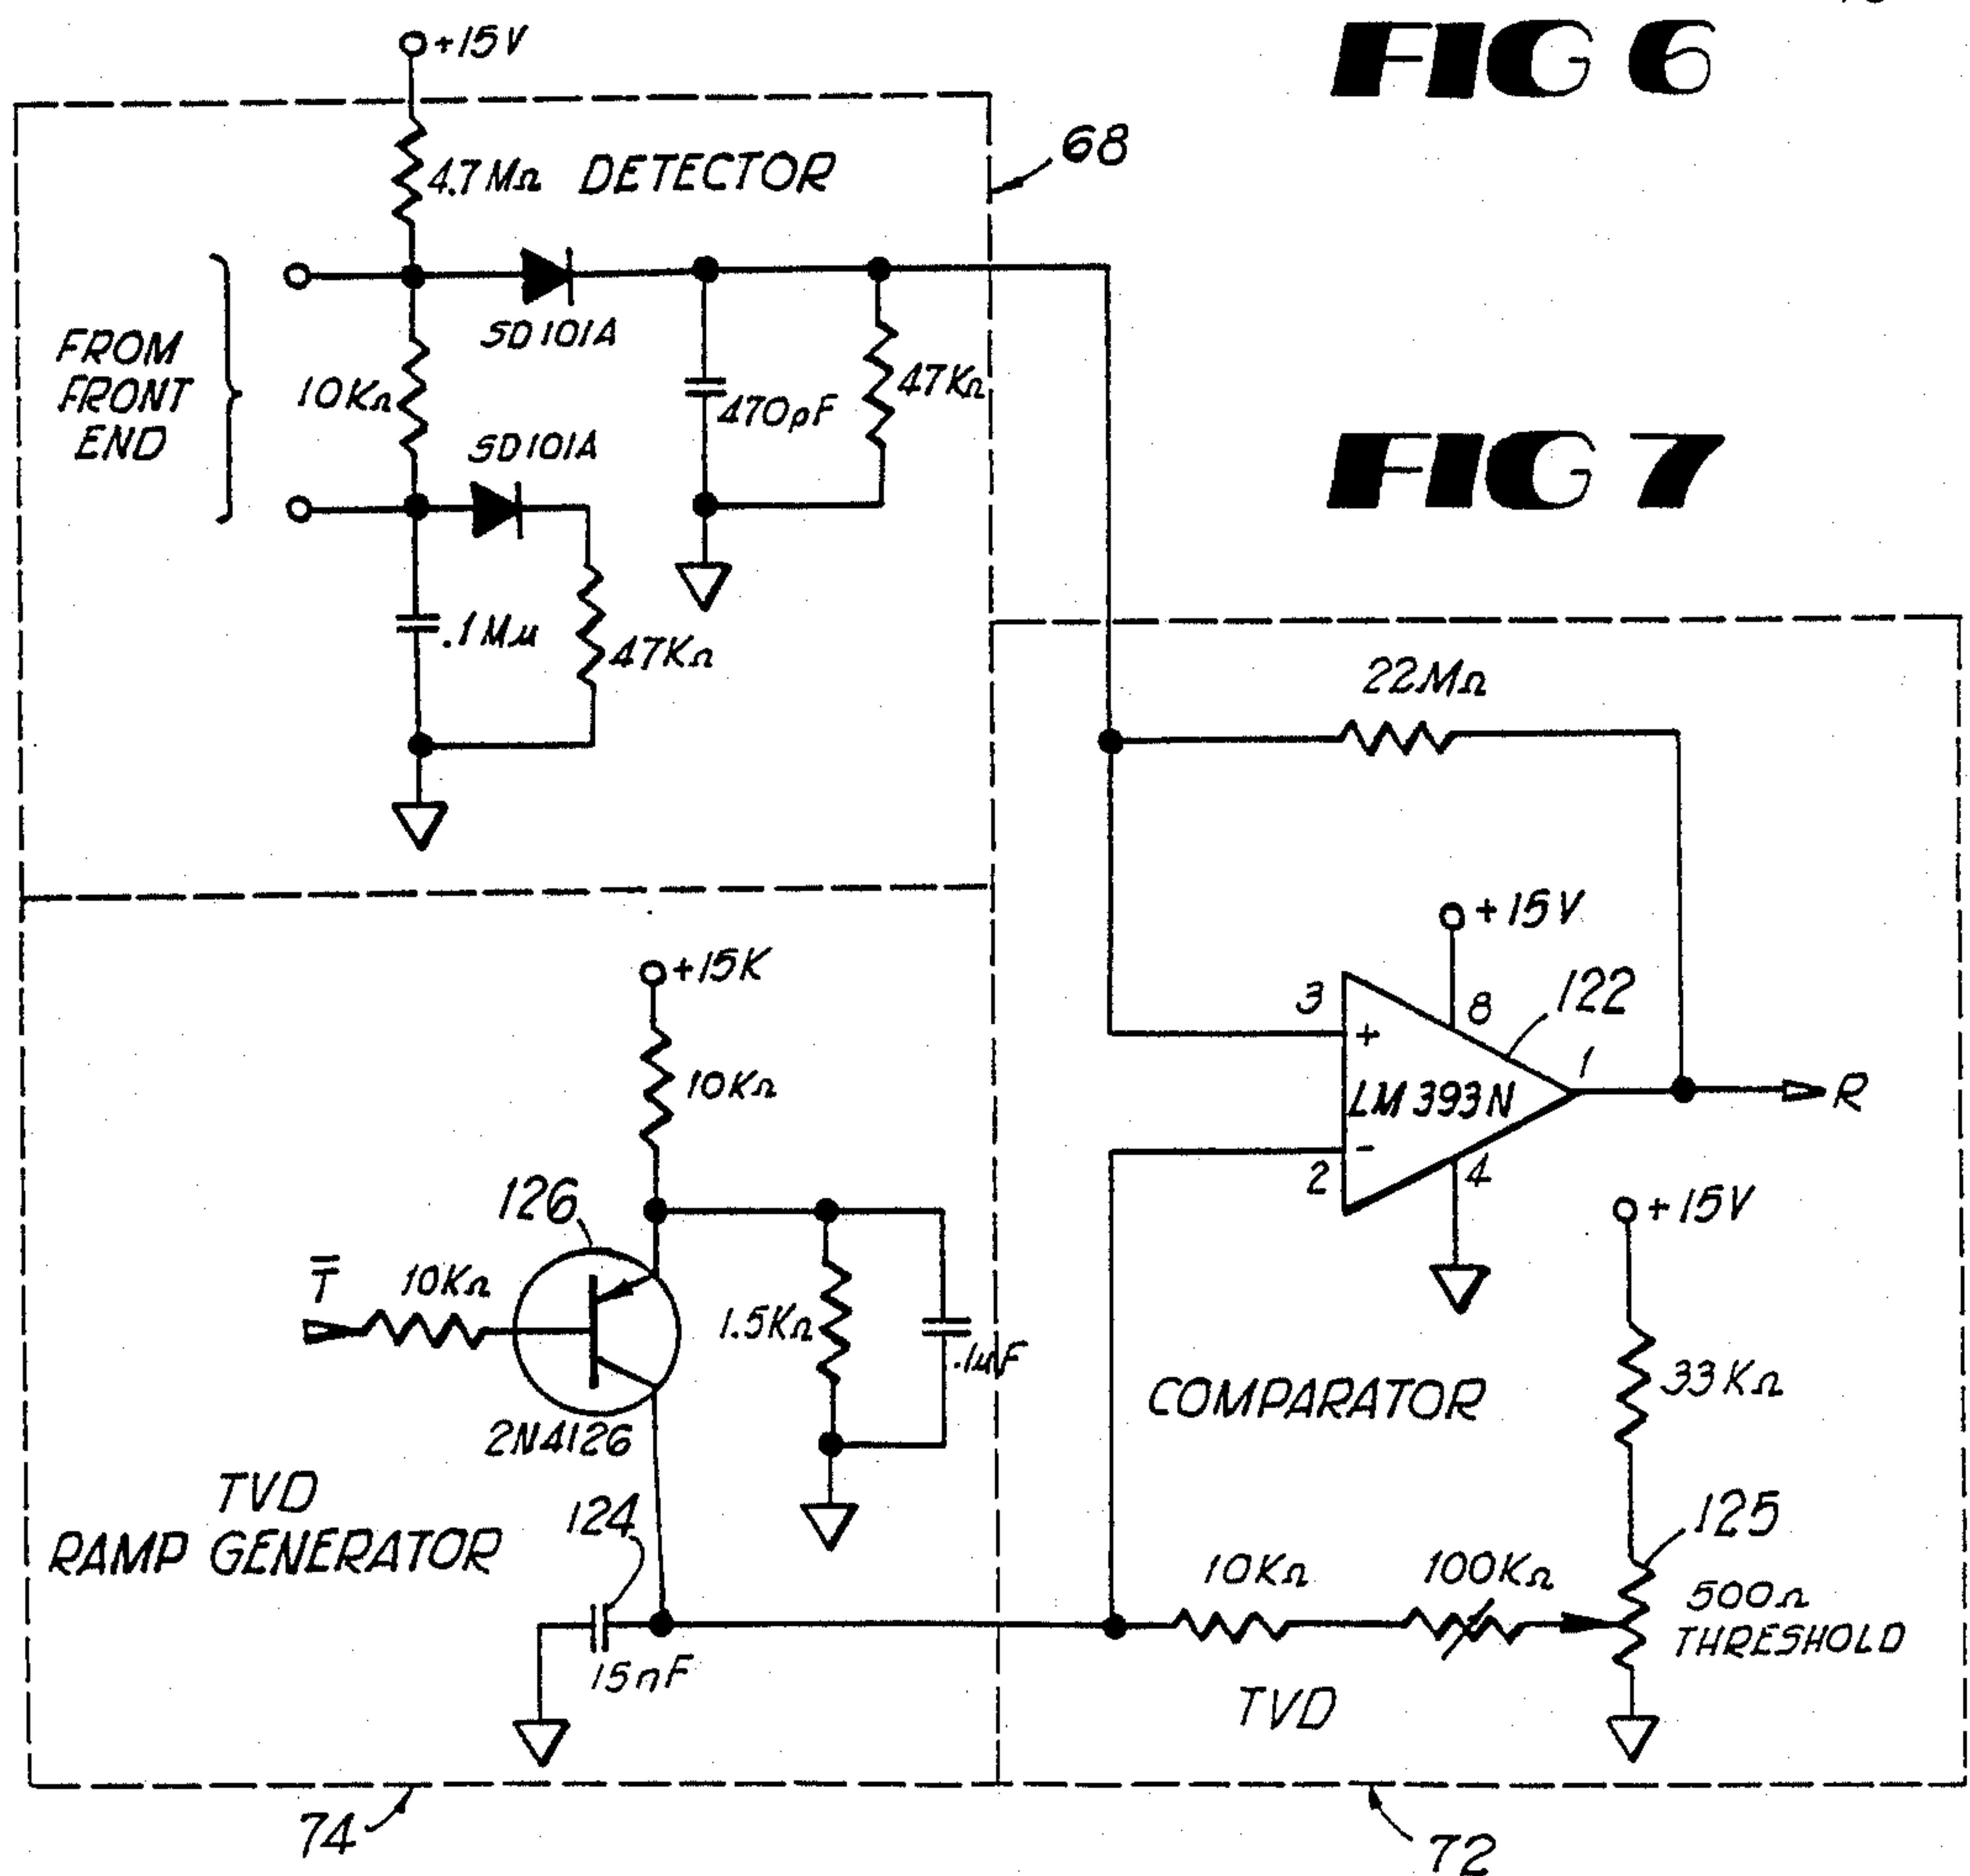 FIG 6
+15V
4.7MΩ
DETECTOR
68
SD101A
FROM
FRONT
END
10KΩ
470pF
47KΩ
SD101A
FIG 7
.1Mμ
47KΩ
22MΩ
+15V
+15K
3
8
122
+
1
10KΩ
LM393N
R
-
2
4
126
+15V
T̅
10KΩ
1.5KΩ
.1μF
33KΩ
COMPARATOR
2N4126
TVD
RAMP GENERATOR
124
125
10KΩ
100KΩ
500Ω
THRESHOLD
15nF
TVD
74
72